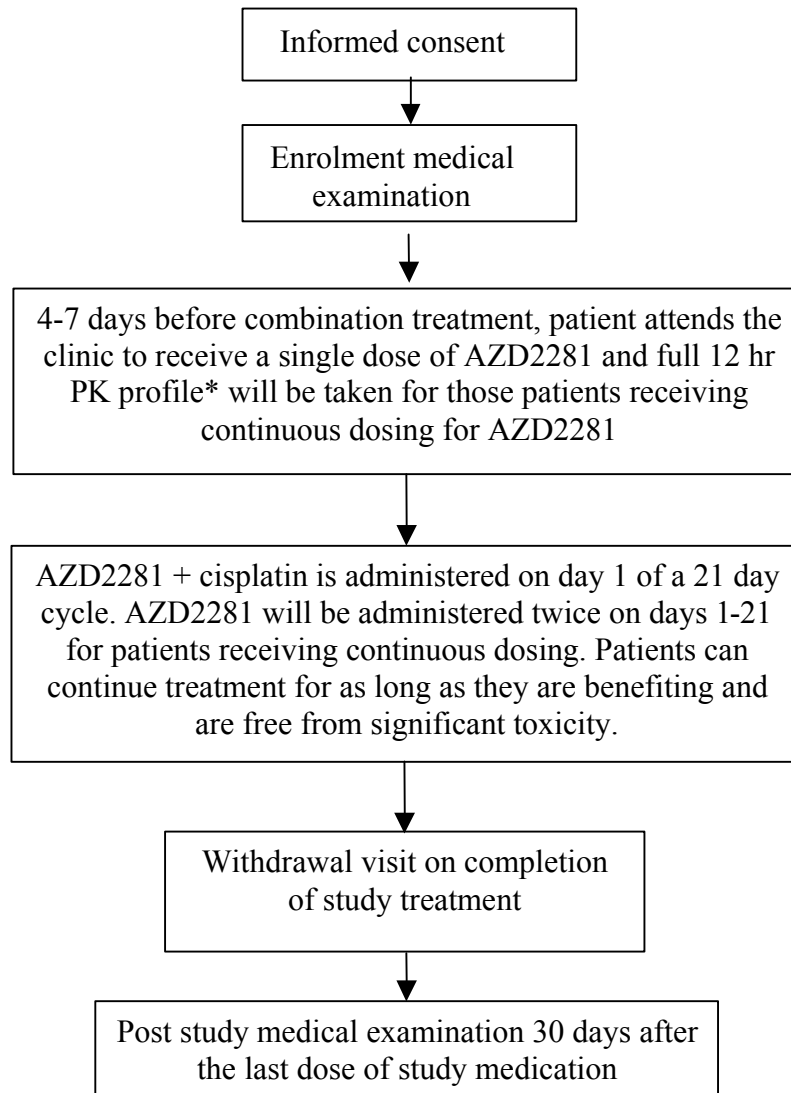 Informed consent
Enrolment medical
examination
4-7 days before combination treatment, patient attends the
clinic to receive a single dose of AZD2281 and full 12 hr
PK profile* will be taken for those patients receiving
continuous dosing for AZD2281
AZD2281 + cisplatin is administered on day 1 of a 21 day
cycle. AZD2281 will be administered twice on days 1-21
for patients receiving continuous dosing. Patients can
continue treatment for as long as they are benefiting and
are free from significant toxicity.
Withdrawal visit on completion
of study treatment
Post study medical examination 30 days after
the last dose of study medication